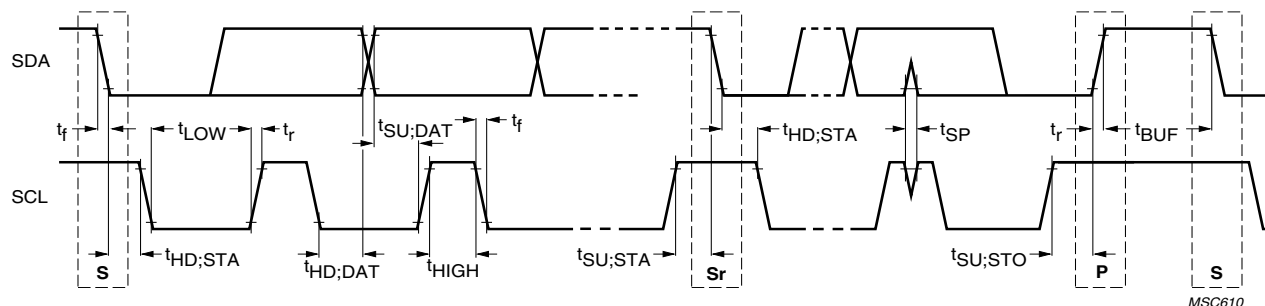 SDA
t_f
t_LOW
t_r
t_SU;DAT
t_f
t_HD;STA
t_SP
t_r
t_BUF
SCL
S
t_HD;STA
t_HD;DAT
t_HIGH
t_SU;STA
Sr
t_SU;STO
P
S
MSC610